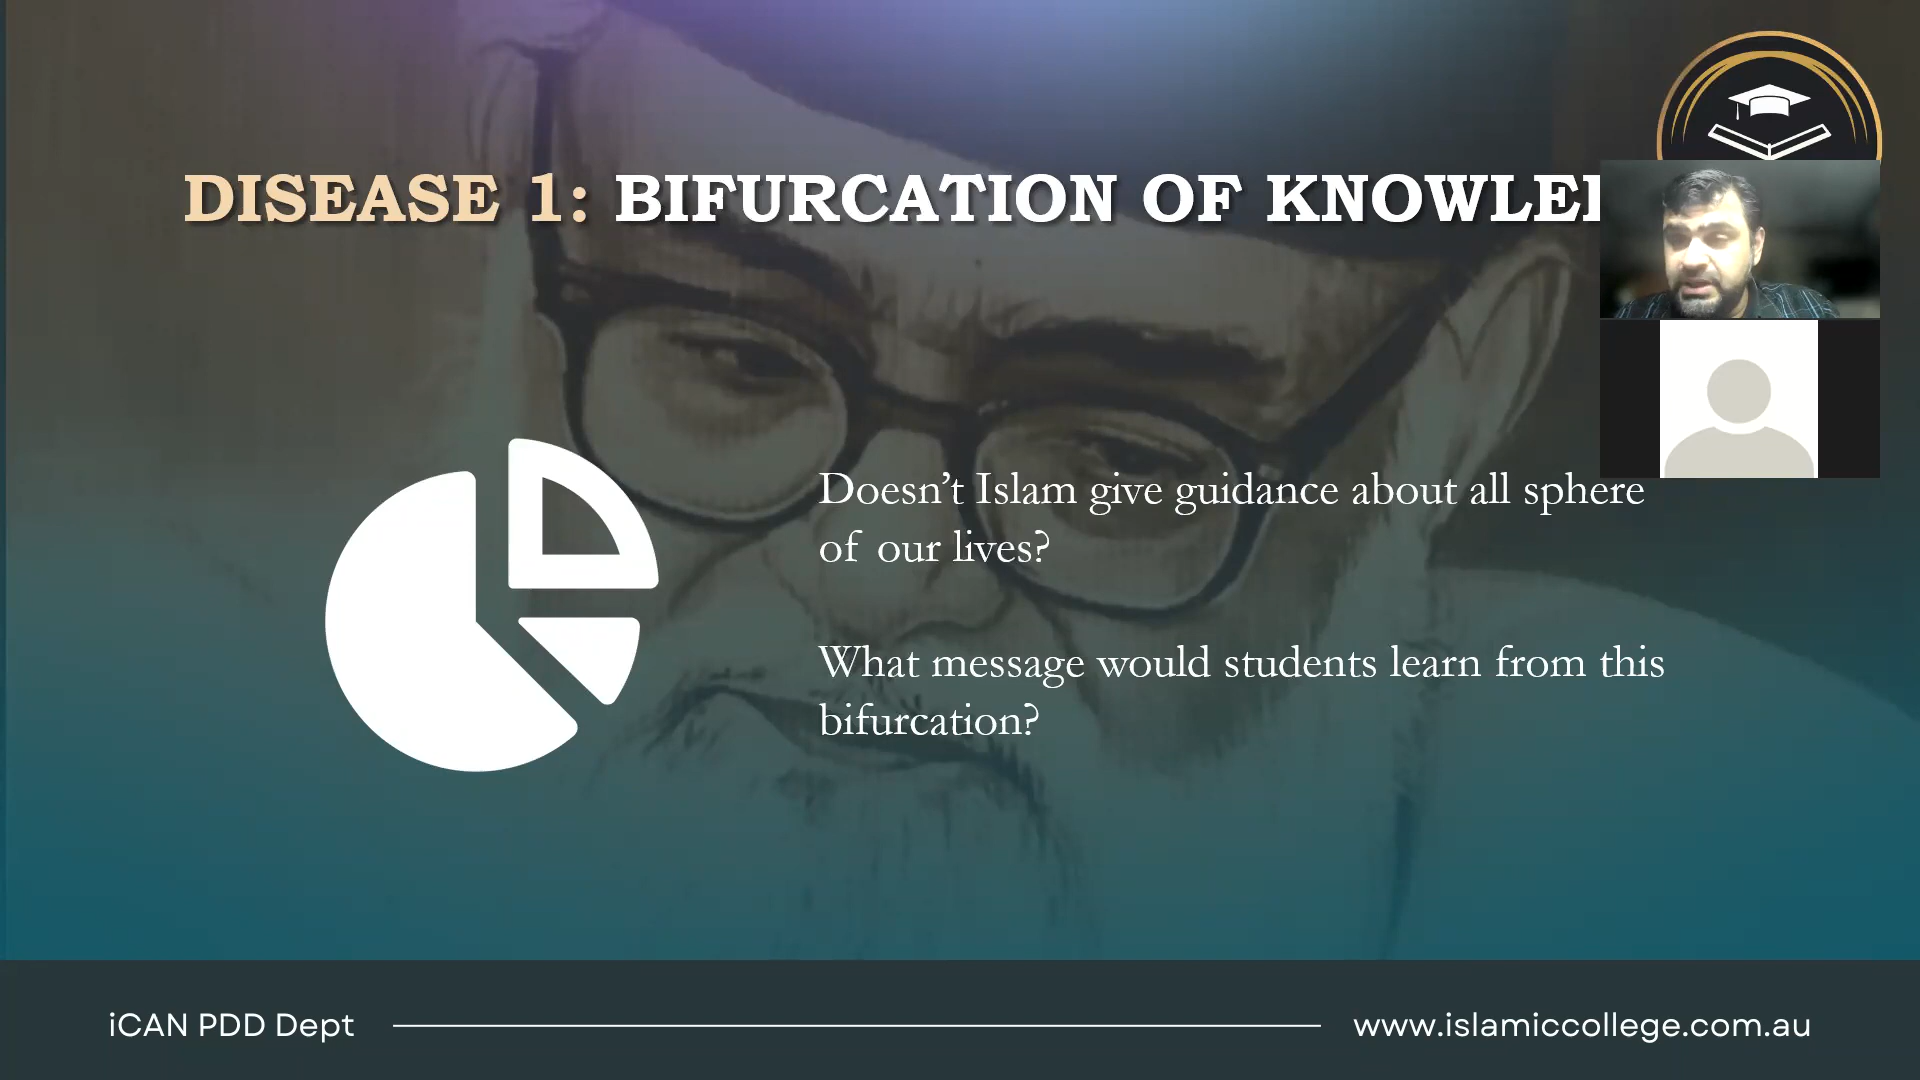 DISEASE 1: BIFURCATION OF
Doesn’t Islam give guidance about all sphere
of our lives?
What message would students learn from this
bifurcation?
iCAN PDD Dept
www.islamiccollege.com.au